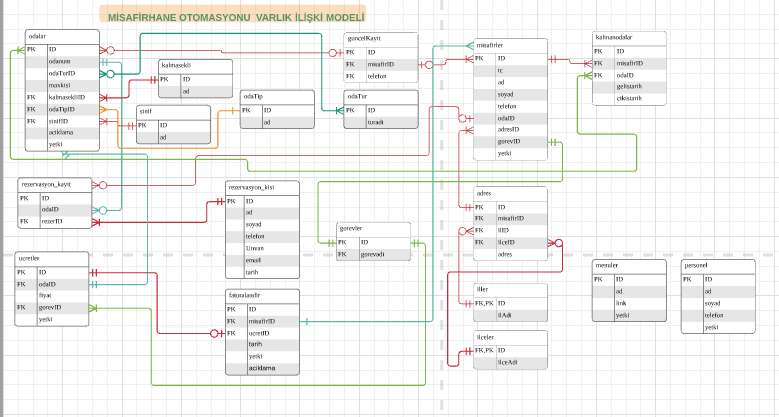 MİSAFİRHANE OTOMASYONU VARLIK İLİŞKİ MODELİ
odalar
PK ID
odanum
FK odaTurID
maxkisi
FK kalmasekliID
FK odaTipID
FK sinifID
aciklama
yetki
kalmasekli
PK ID
ad
sinif
PK ID
ad
odaTip
PK ID
ad
guncelKayit
PK ID
FK misafirID
FK telefon
odaTur
PK ID
turadi
misafirler
PK ID
tc
ad
soyad
telefon
FK odaID
FK adresID
FK gorevID
yetki
kalinanodalar
PK ID
FK misafirID
FK odaID
gelistarih
cikistarih
rezervasyon_kayit
PK ID
FK odaID
FK rezerID
rezervasyon_kisi
PK ID
ad
soyad
telefon
Unvan
email
tarih
gorevler
PK ID
FK gorevadi
adres
PK ID
FK misafirID
FK ilID
FK ilceID
adres
ucretler
PK ID
FK odaID
fiyat
FK gorevID
yetki
faturalandir
PK ID
FK misafirID
FK ucretID
tarih
yetki
aciklama
iller
FK,PK ID
ilAdi
ilceler
FK,PK ID
ilceAdi
menuler
PK ID
ad
link
yetki
personel
PK ID
ad
soyad
telefon
yetki